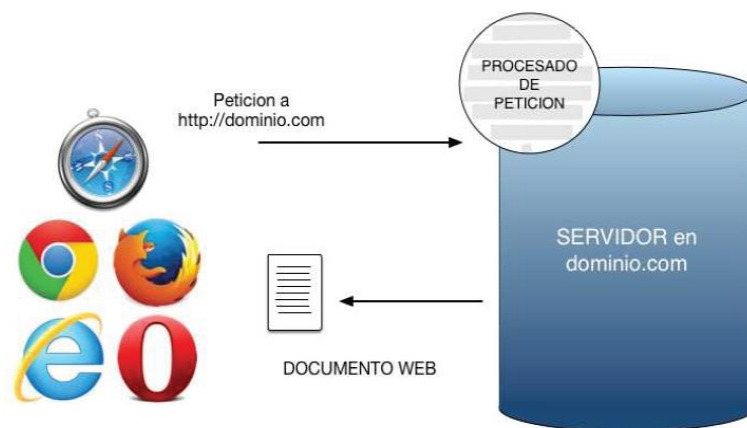 Peticion a
http://dominio.com
PROCESADO
DE
PETICION
SERVIDOR en
dominio.com
DOCUMENTO WEB